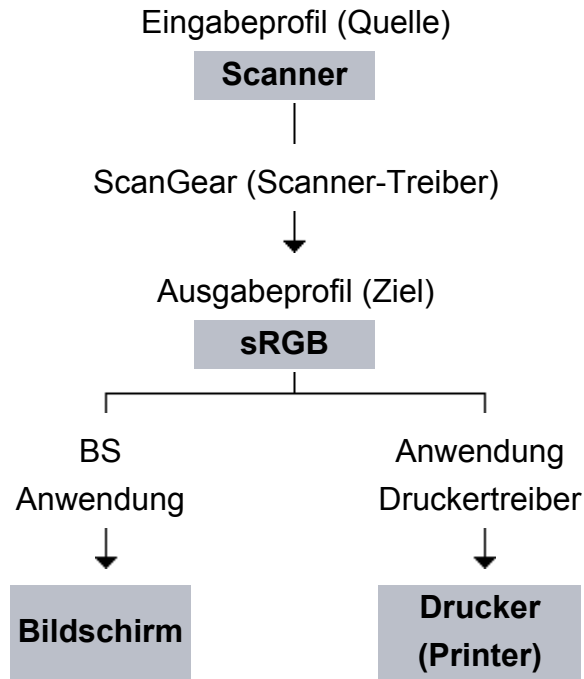 Eingabeprofil (Quelle)
Scanner
ScanGear (Scanner-Treiber)
Ausgabeprofil (Ziel)
sRGB
BS
Anwendung
Bildschirm
Anwendung
Druckertreiber
Drucker
(Printer)